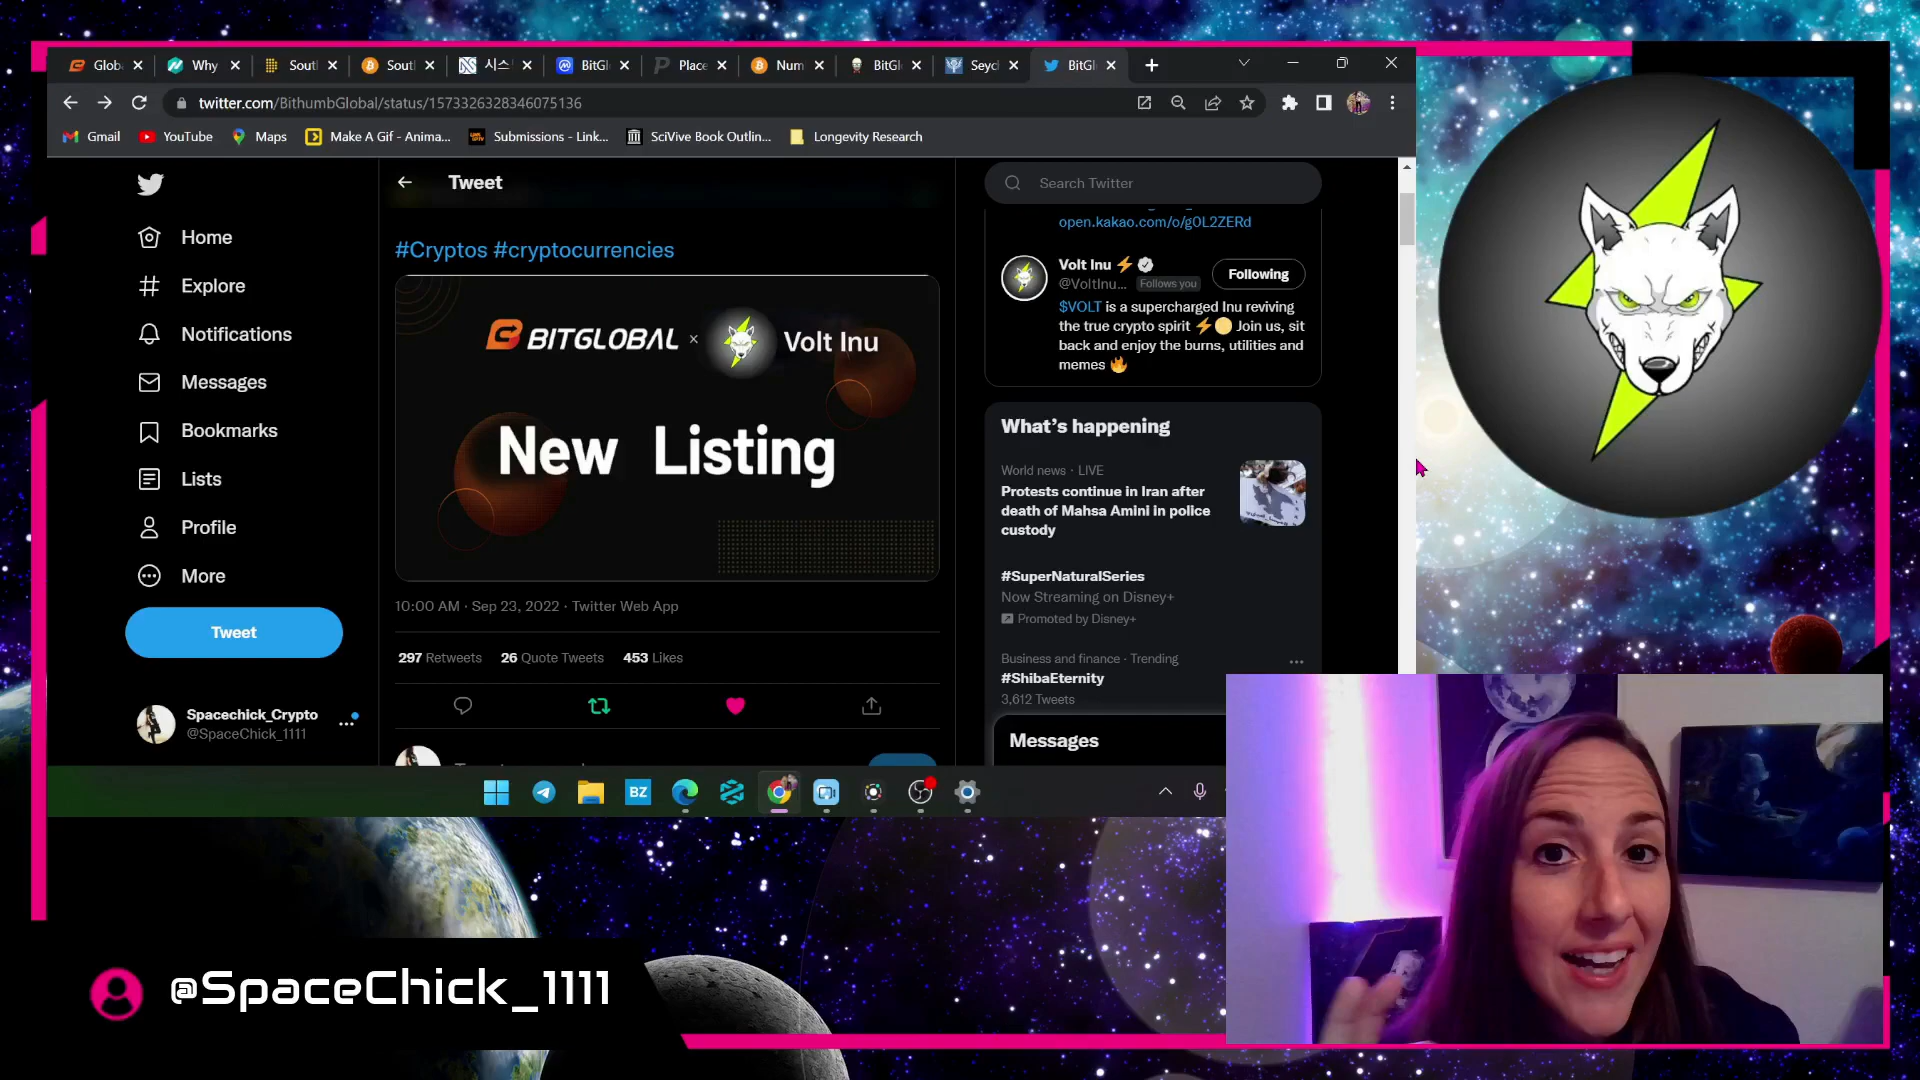 Glob
Why
Sout
Sout
시스
BitGl
Place
Num
BitGl
Seyc
BitGl
twitter.com/BithumbGlobal/status/1573326328346075136
Gmail
YouTube
Maps
Make A Gif - Anima...
Submissions - Link...
SciVive Book Outlin...
Longevity Research
Home
Explore
Notifications
Messages
Bookmarks
Lists
Profile
More
Tweet
Spacechick_Crypto
@SpaceChick_1111
Tweet
#Cryptos #cryptocurrencies
BITGLOBAL × Volt Inu
New Listing
10:00 AM · Sep 23, 2022 · Twitter Web App
297 Retweets 26 Quote Tweets 453 Likes
Search Twitter
open.kakao.com/o/g0L2ZERd
Volt Inu
@VoltInu... Follows you
Following
$VOLT is a supercharged Inu reviving
the true crypto spirit ⚡🟡 Join us, sit
back and enjoy the burns, utilities and
memes 🔥
What's happening
World news · LIVE
Protests continue in Iran after
death of Mahsa Amini in police
custody
#SuperNaturalSeries
Now Streaming on Disney+
Promoted by Disney+
Business and finance · Trending
#ShibaEternity
3,612 Tweets
Messages
BZ
@SpaceChick_1111